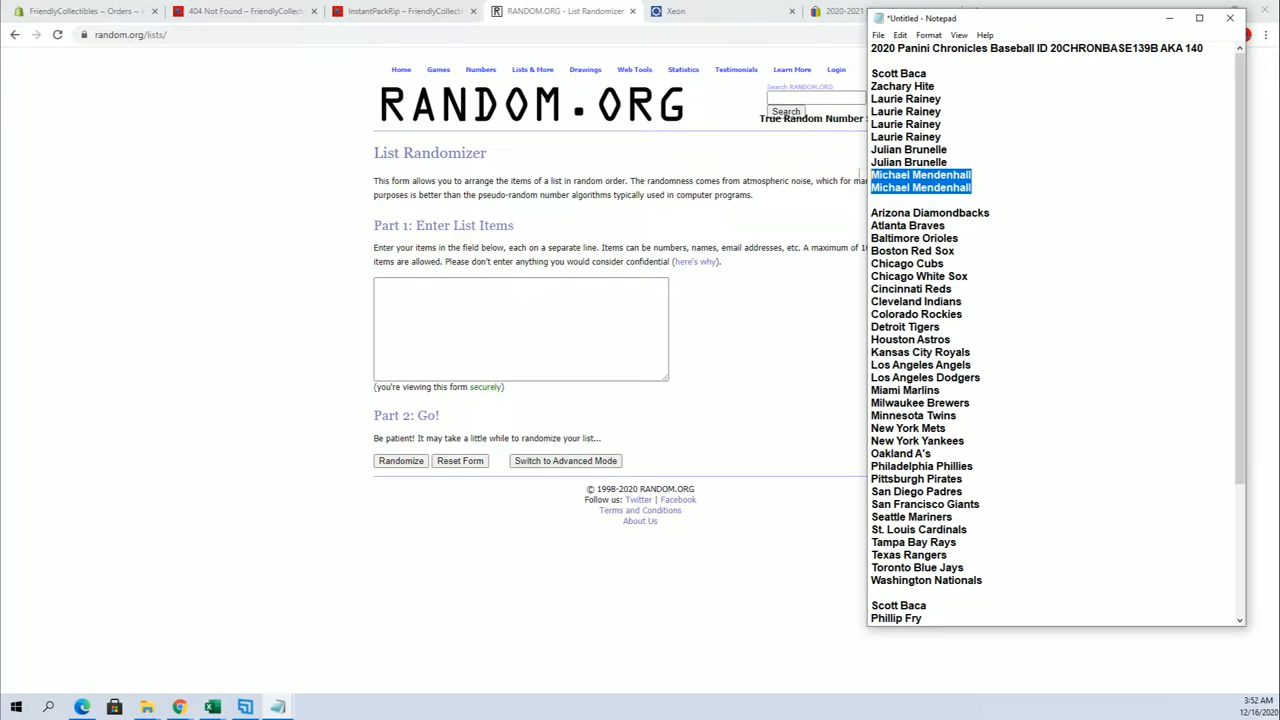 FriendlyCollectibles – Orders –
404 Not Found – FriendlyCollect
InstantPackRip – FriendlyCollect
RANDOM.ORG - List Randomizer
Xeon
2020-2021
random.org/lists/
Home Games Numbers Lists & More Drawings Web Tools Statistics Testimonials Learn More Login
Search RANDOM.ORG
Search
RANDOM.ORG
True Random Number
List Randomizer
This form allows you to arrange the items of a list in random order. The randomness comes from atmospheric noise, which for
purposes is better than the pseudo-random number algorithms typically used in computer programs.
Part 1: Enter List Items
Enter your items in the field below, each on a separate line. Items can be numbers, names, email addresses, etc. A maximum of
items are allowed. Please don't enter anything you would consider confidential (here's why).
(you're viewing this form securely)
Part 2: Go!
Be patient! It may take a little while to randomize your list...
Randomize Reset Form Switch to Advanced Mode
© 1998-2020 RANDOM.ORG
Follow us: Twitter | Facebook
Terms and Conditions
About Us
*Untitled - Notepad
File Edit Format View Help
2020 Panini Chronicles Baseball ID 20CHRONBASE139B AKA 140
Scott Baca
Zachary Hite
Laurie Rainey
Laurie Rainey
Laurie Rainey
Laurie Rainey
Julian Brunelle
Julian Brunelle
Michael Mendenhall
Michael Mendenhall
Arizona Diamondbacks
Atlanta Braves
Baltimore Orioles
Boston Red Sox
Chicago Cubs
Chicago White Sox
Cincinnati Reds
Cleveland Indians
Colorado Rockies
Detroit Tigers
Houston Astros
Kansas City Royals
Los Angeles Angels
Los Angeles Dodgers
Miami Marlins
Milwaukee Brewers
Minnesota Twins
New York Mets
New York Yankees
Oakland A's
Philadelphia Phillies
Pittsburgh Pirates
San Diego Padres
San Francisco Giants
Seattle Mariners
St. Louis Cardinals
Tampa Bay Rays
Texas Rangers
Toronto Blue Jays
Washington Nationals
Scott Baca
Phillip Fry
3:52 AM
12/16/2020